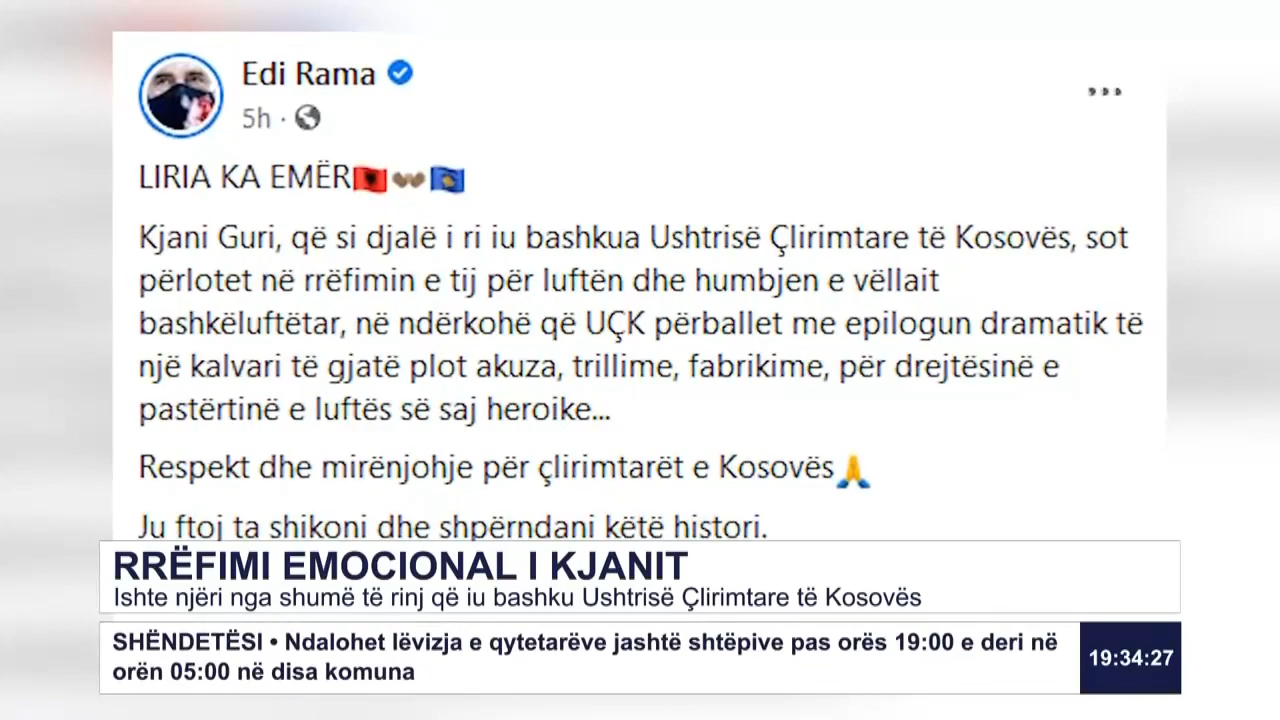 Edi Rama
5h ·
LIRIA KA EMËR🇦🇱🤝🏾🇽🇰
Kjani Guri, që si djalë i ri iu bashkua Ushtrisë Çlirimtare të Kosovës, sot
përlotet në rrëfimin e tij për luftën dhe humbjen e vëllait
bashkëluftëtar, në ndërkohë që UÇK përballet me epilogun dramatik të
një kalvari të gjatë plot akuza, trillime, fabrikime, për drejtësinë e
pastërtinë e luftës së saj heroike...
Respekt dhe mirënjohje për çlirimtarët e Kosovës🙏
Ju ftoj ta shikoni dhe shpërndani këtë histori.
RRËFIMI EMOCIONAL I KJANIT
Ishte njëri nga shumë të rinj që iu bashku Ushtrisë Çlirimtare të Kosovës
SHËNDETËSI • Ndalohet lëvizja e qytetarëve jashtë shtëpive pas orës 19:00 e deri në
orën 05:00 në disa komuna
19:34:27